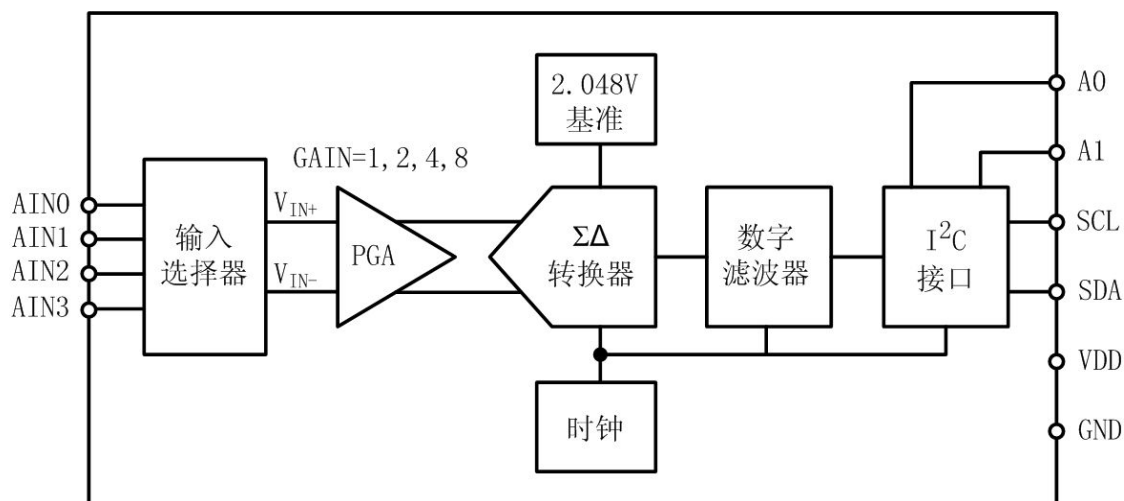 2.048V
基准
A0
A1
GAIN=1,2,4,8
AIN0
AIN1
AIN2
AIN3
输入
选择器
V_IN+
V_IN-
PGA
ΣΔ
转换器
数字
滤波器
I²C
接口
SCL
SDA
VDD
GND
时钟